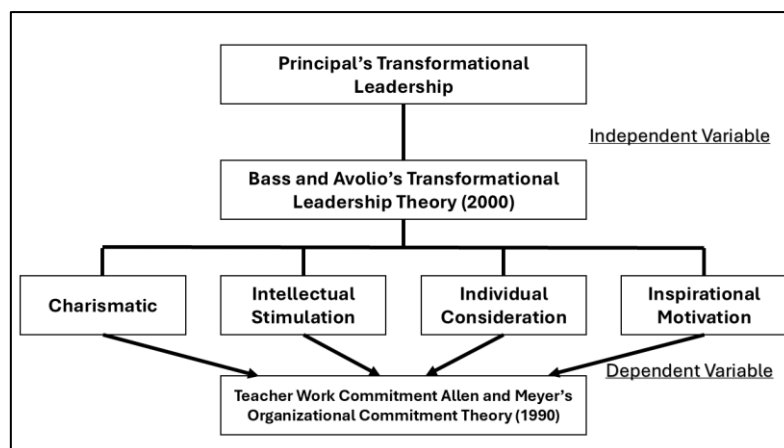 Principal's Transformational
Leadership
Independent Variable
Bass and Avolio's Transformational
Leadership Theory (2000)
Charismatic
Intellectual
Stimulation
Individual
Consideration
Inspirational
Motivation
Dependent Variable
Teacher Work Commitment Allen and Meyer's
Organizational Commitment Theory (1990)